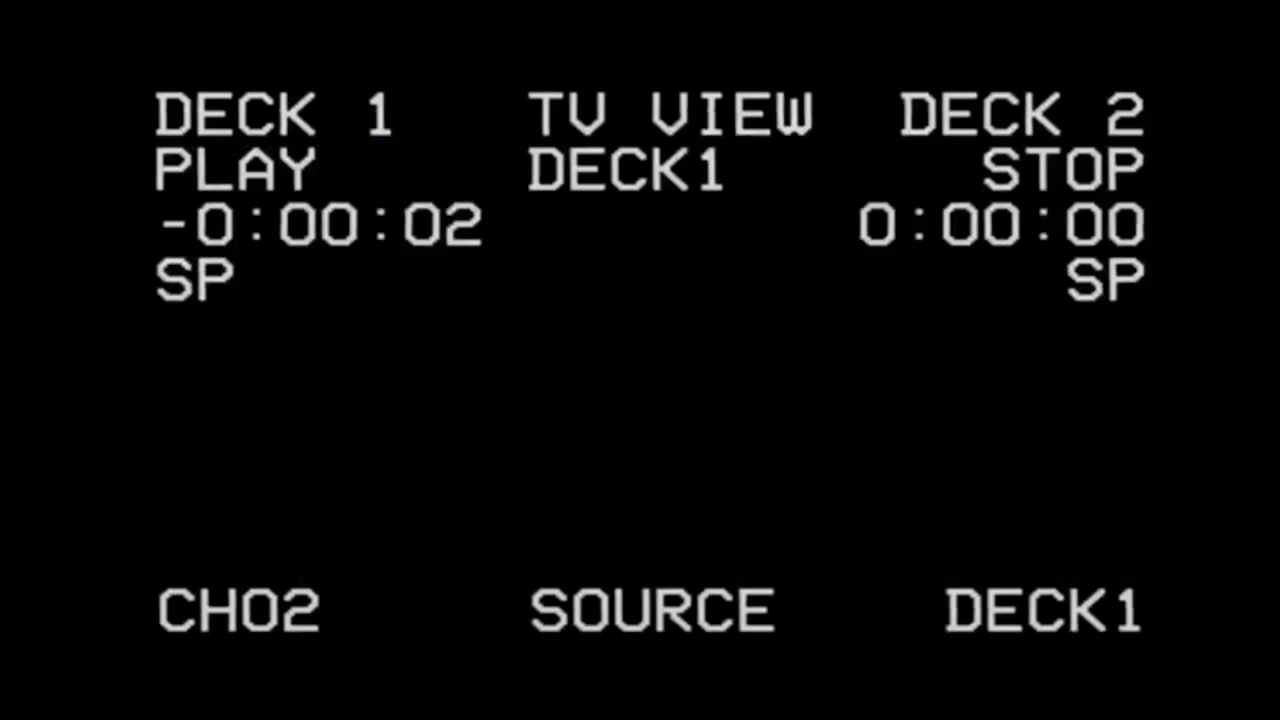 DECK 1 TV VIEW DECK 2
PLAY DECK1 STOP
-0:00:02 0:00:00
SP SP
CH02 SOURCE DECK1